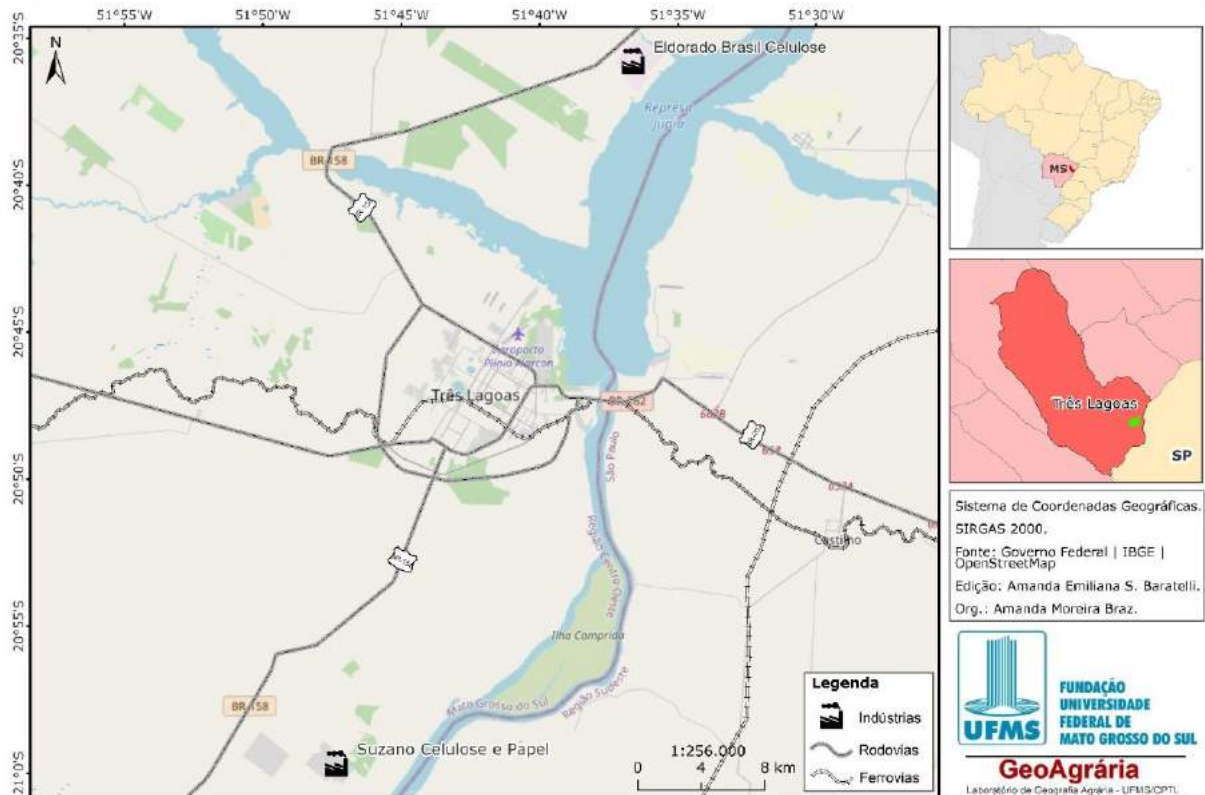 51°55'S
51°50'S
51°45'S
51°40'S
51°35'S
51°30'S
20°35'S
20°40'S
20°45'S
20°50'S
20°55'S
21°0'S
N
Eldorado Brasil Celulose
Represa
Jupiá
BR-158
Aeroporto
Plínio Alarcon
Três Lagoas
BR-262
São Paulo
Castilho
Região Centro Oeste
Ilha Comprida
Mato Grosso do Sul
Região Sudeste
BR-158
Suzano Celulose e Papel
Legenda
Indústrias
Rodovias
Ferrovias
1:256.000
0 4 8 km
MS
Três Lagoas
SP
Sistema de Coordenadas Geográficas.
SIRGAS 2000.
Fonte: Governo Federal | IBGE |
OpenStreetMap
Edição: Amanda Emiliana S. Baratelli.
Org.: Amanda Moreira Braz.
UFMS
FUNDAÇÃO
UNIVERSIDADE
FEDERAL DE
MATO GROSSO DO SUL
GeoAgrária
Laboratório de Geografia Agrária - UFMS/CPTL